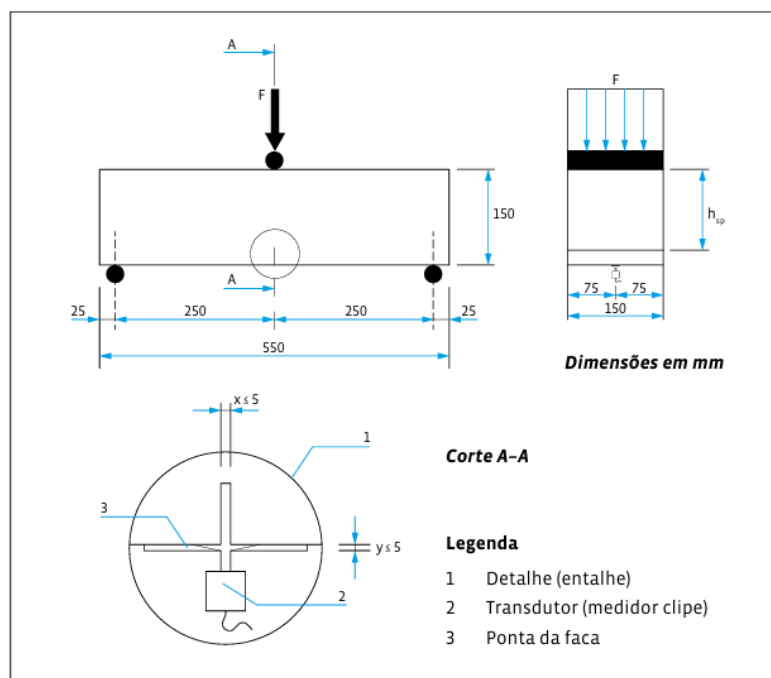 A
F
150
A
25
250
250
25
550
F
h_sp
75
75
150
Dimensões em mm
x ≤ 5
1
3
y ≤ 5
2
Corte A–A
Legenda
1 Detalhe (entalhe)
2 Transdutor (medidor clipe)
3 Ponta da faca